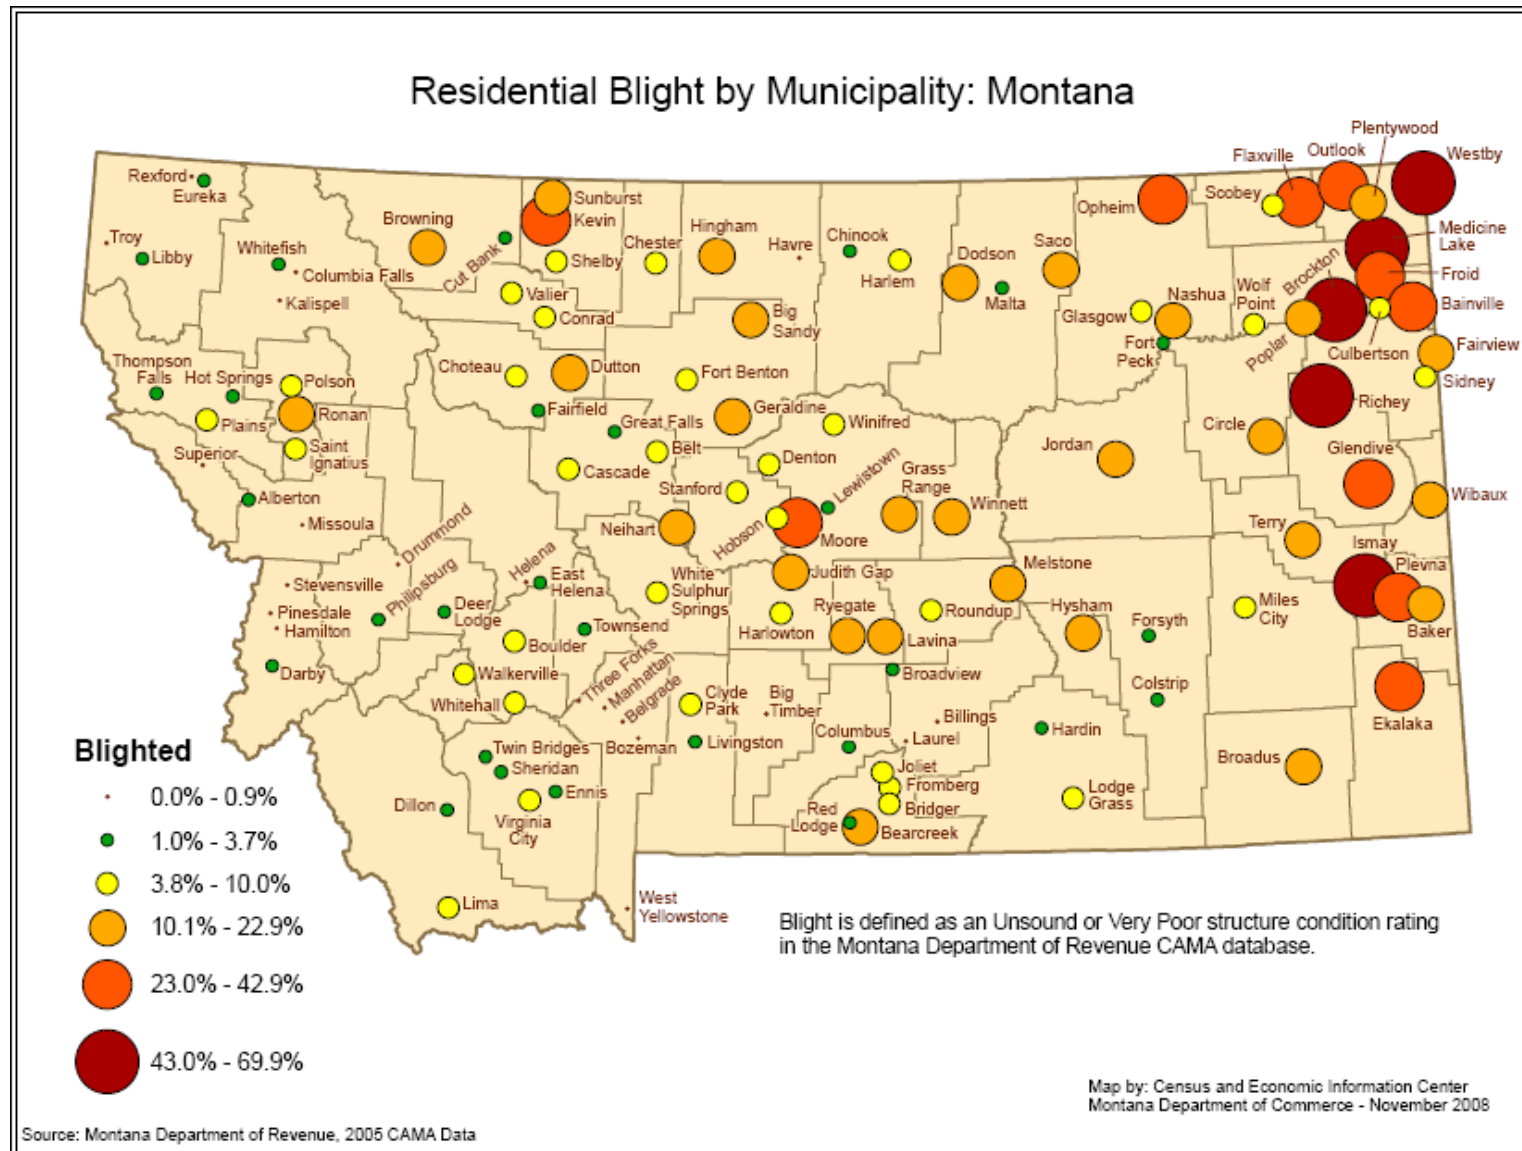 Residential Blight by Municipality: Montana
Plentywood
Outlook
Flaxville
Westby
Rexford
Eureka
Scobey
Sunburst
Opheim
Browning
Kevin
Hingham
Medicine
Lake
Troy
Whitefish
Chinook
Saco
Libby
Cut Bank
Chester
Havre
Dodson
Brockton
Shelby
Columbia Falls
Harlem
Froid
Valier
Malta
Wolf
Point
Nashua
Kalispell
Big
Sandy
Bainville
Conrad
Glasgow
Fort
Peck
Poplar
Culbertson
Fairview
Thompson
Falls
Hot Springs
Polson
Choteau
Dutton
Fort Benton
Sidney
Ronan
Fairfield
Geraldine
Richey
Plains
Great Falls
Winifred
Circle
Saint
Ignatius
Superior
Belt
Jordan
Glendive
Cascade
Denton
Lewistown
Grass
Range
Stanford
Alberton
Wibaux
Winnett
Missoula
Drummond
Neihart
Hobson
Moore
Terry
Ismay
Helena
East
Helena
Judith Gap
Melstone
Plevna
Stevensville
Philipsburg
White
Sulphur
Springs
Pinesdale
Deer
Lodge
Ryegate
Roundup
Hysham
Miles
City
Hamilton
Townsend
Harlowton
Lavina
Forsyth
Baker
Boulder
Darby
Walkerville
Three Forks
Manhattan
Belgrade
Broadview
Whitehall
Clyde
Park
Big
Timber
Colstrip
Ekalaka
Billings
Bozeman
Livingston
Columbus
Laurel
Hardin
Twin Bridges
Sheridan
Joliet
Broadus
Ennis
Fromberg
Lodge
Grass
Dillon
Virginia
City
Red
Lodge
Bridger
Bearcreek
Lima
West
Yellowstone
Blighted
0.0% - 0.9%
1.0% - 3.7%
3.8% - 10.0%
10.1% - 22.9%
23.0% - 42.9%
43.0% - 69.9%
Blight is defined as an Unsound or Very Poor structure condition rating
in the Montana Department of Revenue CAMA database.
Map by: Census and Economic Information Center
Montana Department of Commerce - November 2008
Source: Montana Department of Revenue, 2005 CAMA Data